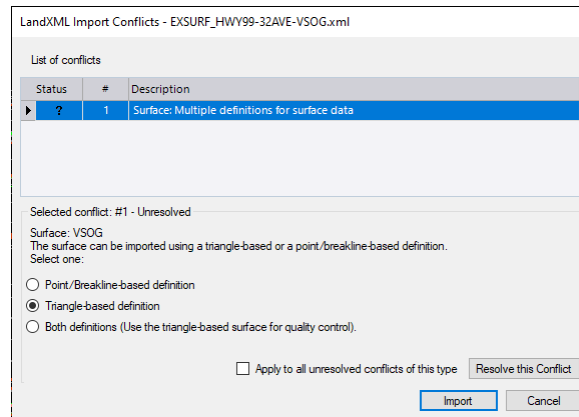 LandXML Import Conflicts - EXSURF_HWY99-32AVE-VSOG.xml
List of conflicts
Status # Description
? 1 Surface: Multiple definitions for surface data
Selected conflict: #1 - Unresolved
Surface: VSOG
The surface can be imported using a triangle-based or a point/breakline-based definition.
Select one:
Point/Breakline-based definition
Triangle-based definition
Both definitions (Use the triangle-based surface for quality control).
Apply to all unresolved conflicts of this type Resolve this Conflict
Import Cancel